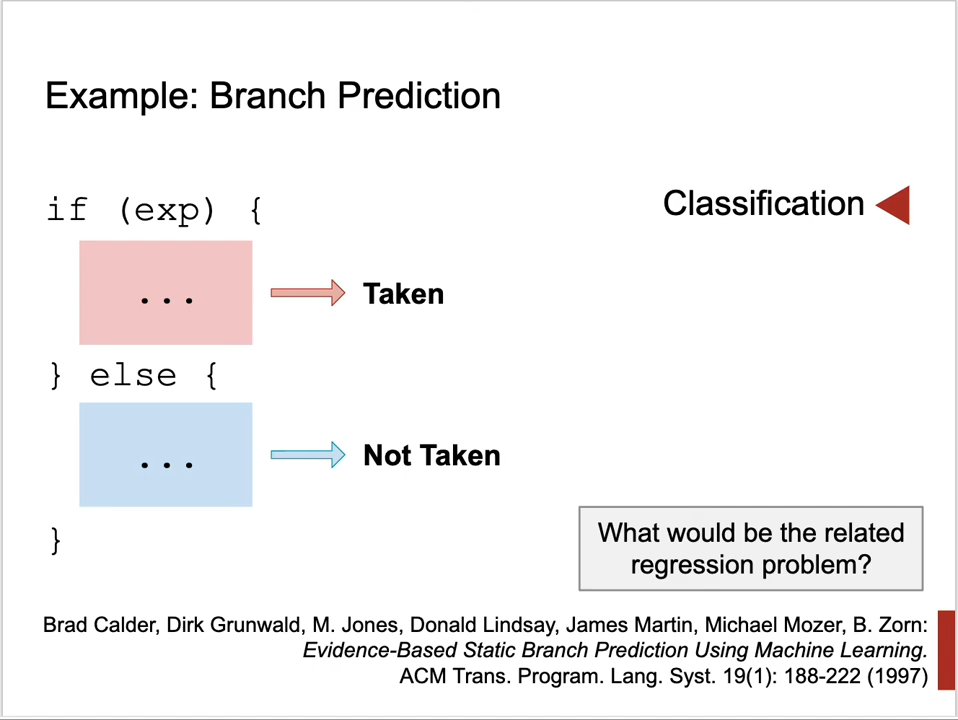 Example: Branch Prediction
if (exp) {
Classification
...
Taken
} else {
...
Not Taken
}
What would be the related
regression problem?
Brad Calder, Dirk Grunwald, M. Jones, Donald Lindsay, James Martin, Michael Mozer, B. Zorn:
Evidence-Based Static Branch Prediction Using Machine Learning.
ACM Trans. Program. Lang. Syst. 19(1): 188-222 (1997)